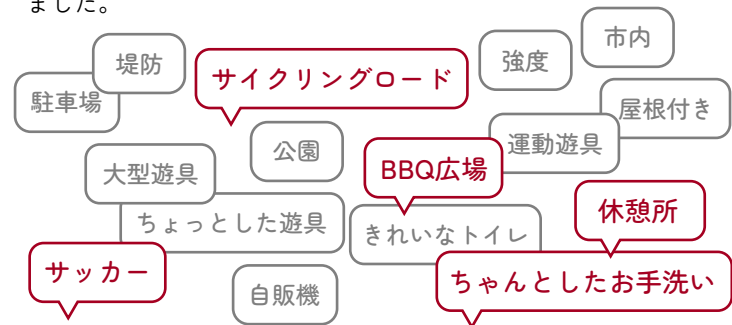 ました。
市内
堤防
強度
サイクリングロード
駐車場
屋根付き
公園
運動遊具
大型遊具
BBQ広場
休憩所
ちょっとした遊具
きれいなトイレ
サッカー
ちゃんとしたお手洗い
自販機